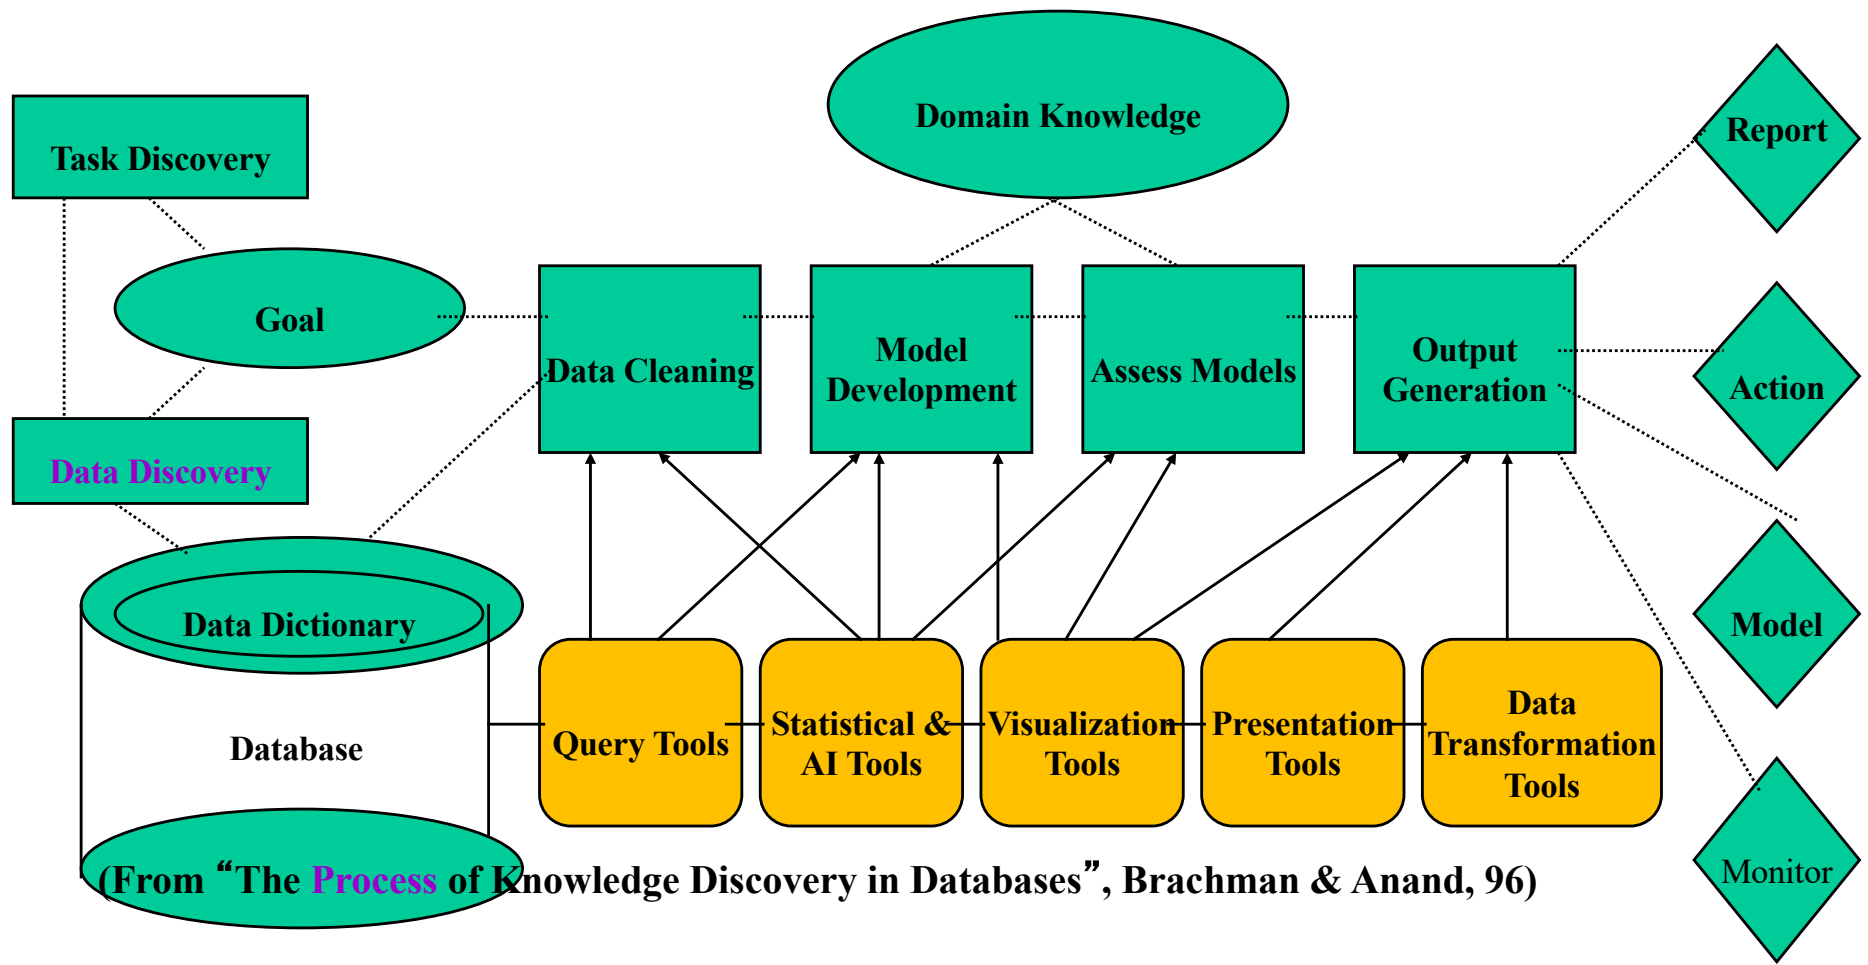 Domain Knowledge
Report
Task Discovery
Goal
Data Cleaning
Model
Development
Assess Models
Output
Generation
Action
Data Discovery
Data Dictionary
Model
Database
Query Tools
Statistical &
AI Tools
Visualization
Tools
Presentation
Tools
Data
Transformation
Tools
Monitor
(From “The Process of Knowledge Discovery in Databases”, Brachman & Anand, 96)